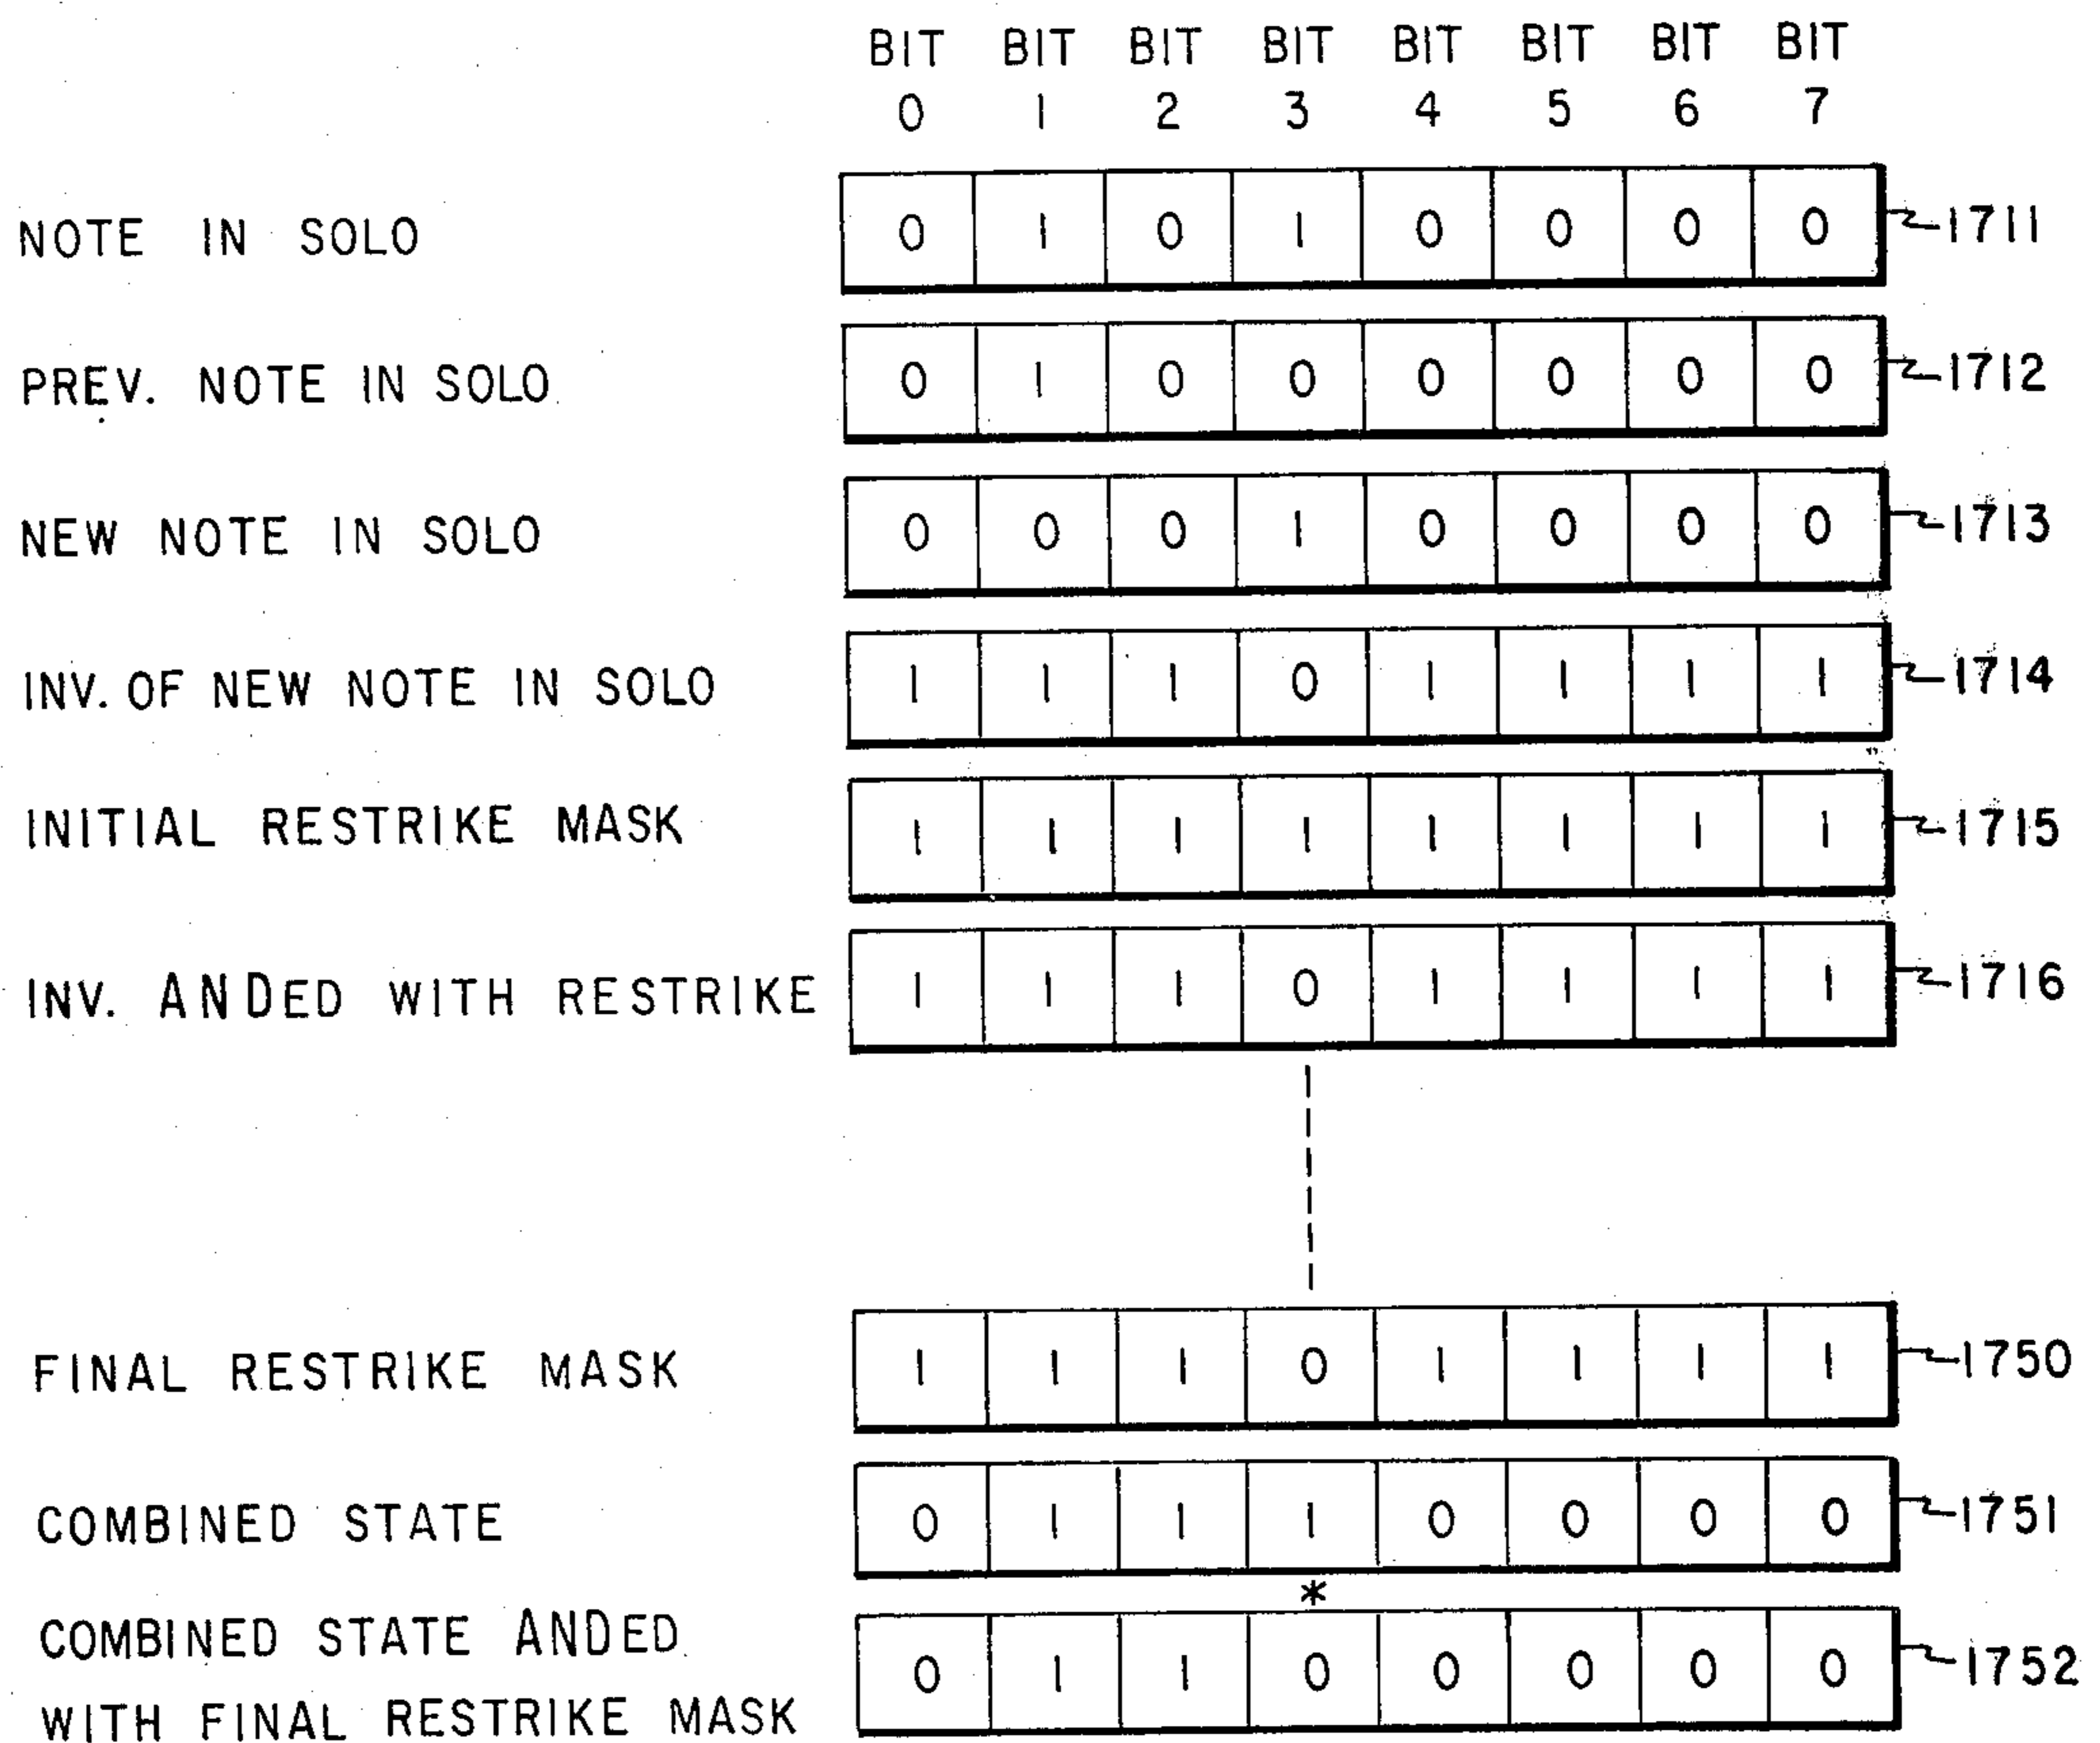 BIT BIT BIT BIT BIT BIT BIT BIT
0 1 2 3 4 5 6 7
NOTE IN SOLO 0 1 0 1 0 0 0 0 1711
PREV. NOTE IN SOLO 0 1 0 0 0 0 0 0 1712
NEW NOTE IN SOLO 0 0 0 1 0 0 0 0 1713
INV. OF NEW NOTE IN SOLO 1 1 1 0 1 1 1 1 1714
INITIAL RESTRIKE MASK 1 1 1 1 1 1 1 1 1715
INV. ANDED WITH RESTRIKE 1 1 1 0 1 1 1 1 1716
FINAL RESTRIKE MASK 1 1 1 0 1 1 1 1 1750
COMBINED STATE 0 1 1 1 0 0 0 0 1751
*
COMBINED STATE ANDED
WITH FINAL RESTRIKE MASK 0 1 1 0 0 0 0 0 1752